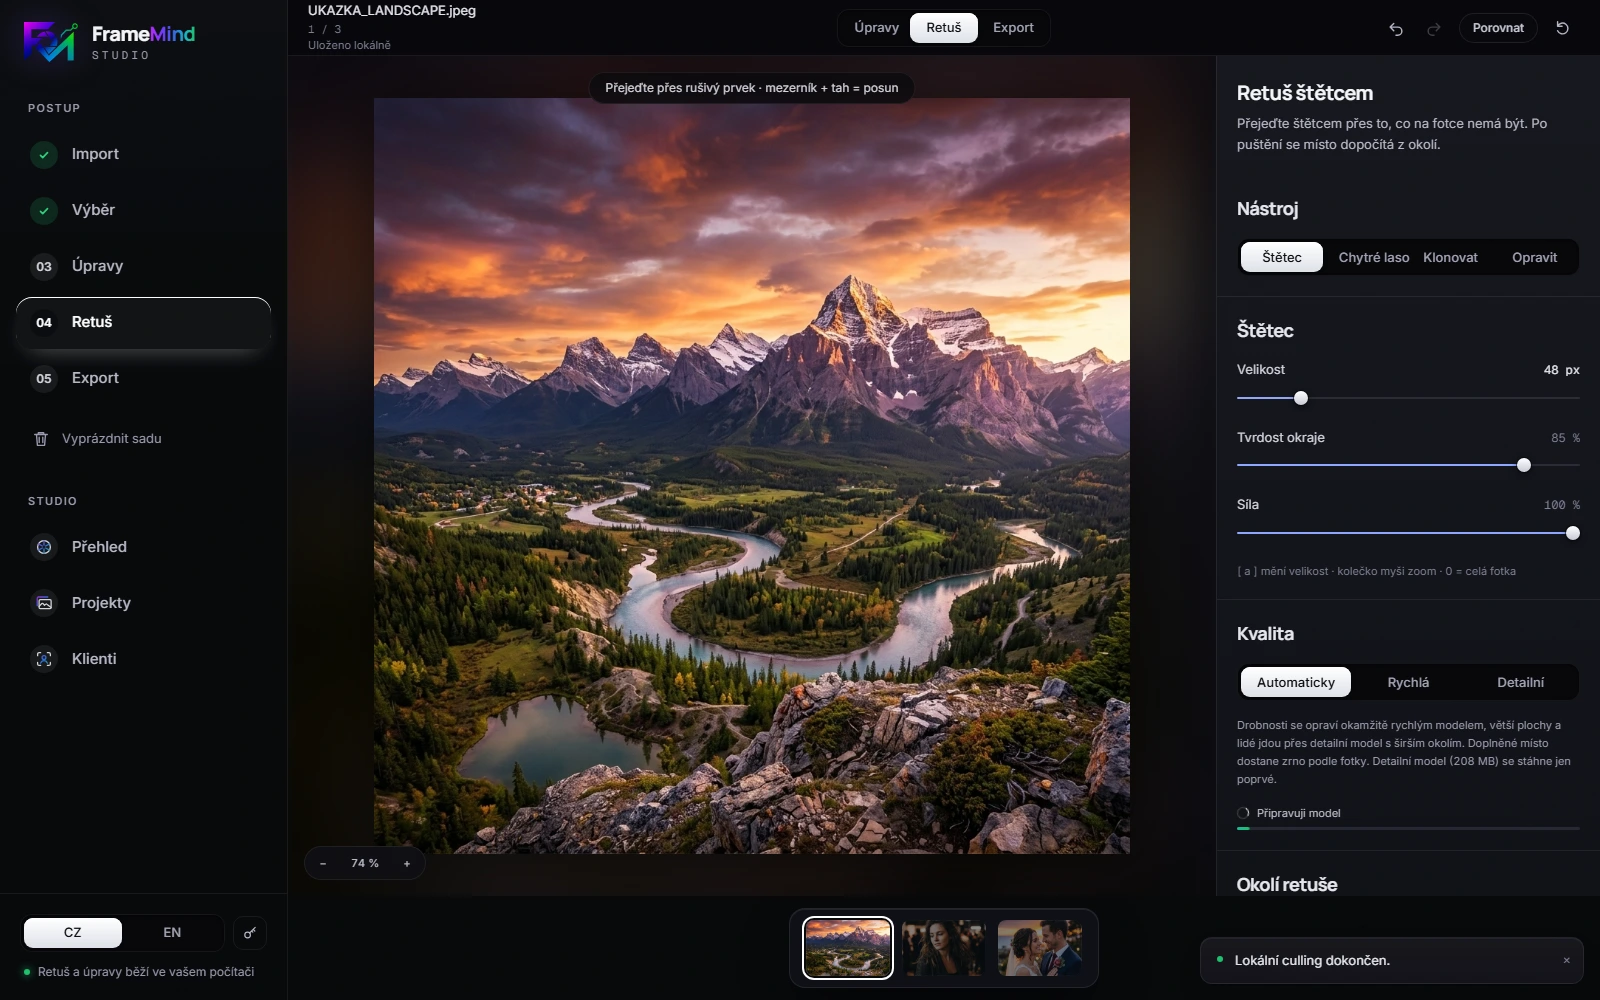 FrameMind
STUDIO
POSTUP
Import
Výběr
03 Úpravy
04 Retuš
05 Export
Vyprázdnit sadu
STUDIO
Přehled
Projekty
Klienti
CZ EN
Retuš a úpravy běží ve vašem počítači
UKAZKA_LANDSCAPE.jpeg
1 / 3
Uloženo lokálně
Úpravy Retuš Export
Porovnat
Přejeďte přes rušivý prvek · mezerník + tah = posun
− 74 % +
Retuš štětcem
Přejeďte štětcem přes to, co na fotce nemá být. Po
puštění se místo dopočítá z okolí.
Nástroj
Štětec Chytré laso Klonovat Opravit
Štětec
Velikost 48 px
Tvrdost okraje 85 %
Síla 100 %
[ a ] mění velikost · kolečko myši zoom · 0 = celá fotka
Kvalita
Automaticky Rychlá Detailní
Drobnosti se opraví okamžitě rychlým modelem, větší plochy a
lidé jdou přes detailní model s širším okolím. Doplněné místo
dostane zrno podle fotky. Detailní model (208 MB) se stáhne jen
poprvé.
Připravuji model
Okolí retuše
Lokální culling dokončen. ×